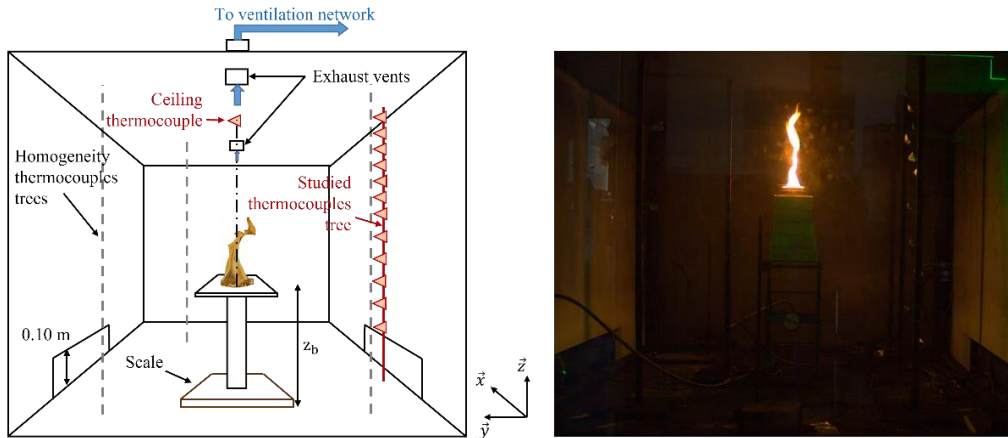 To ventilation network
Exhaust vents
Ceiling
thermocouple
Homogeneity
thermocouples
trees
Studied
thermocouples
tree
0.10 m
z_b
Scale
x⃗
z⃗
y⃗